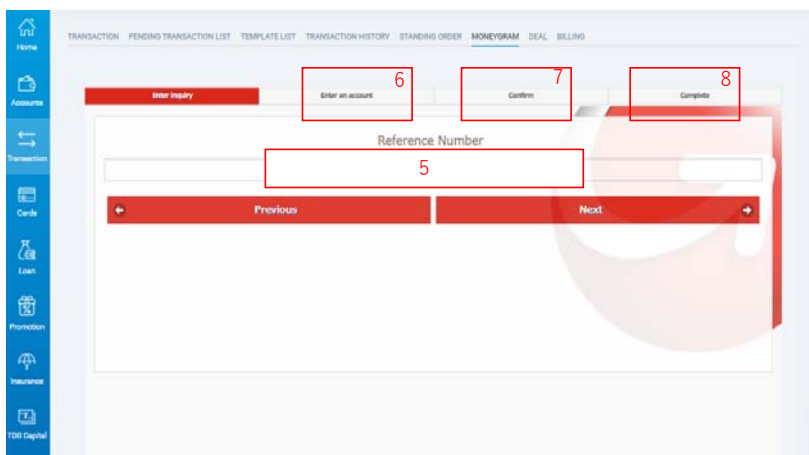 Home
Accounts
Transaction
Cards
Loan
Promotion
Insurance
TDB Capital
TRANSACTION PENDING TRANSACTION LIST TEMPLATE LIST TRANSACTION HISTORY STANDING ORDER MONEYGRAM DEAL BILLING
6 7 8
Enter Inquiry Enter an account Confirm Complete
Reference Number
5
Previous Next